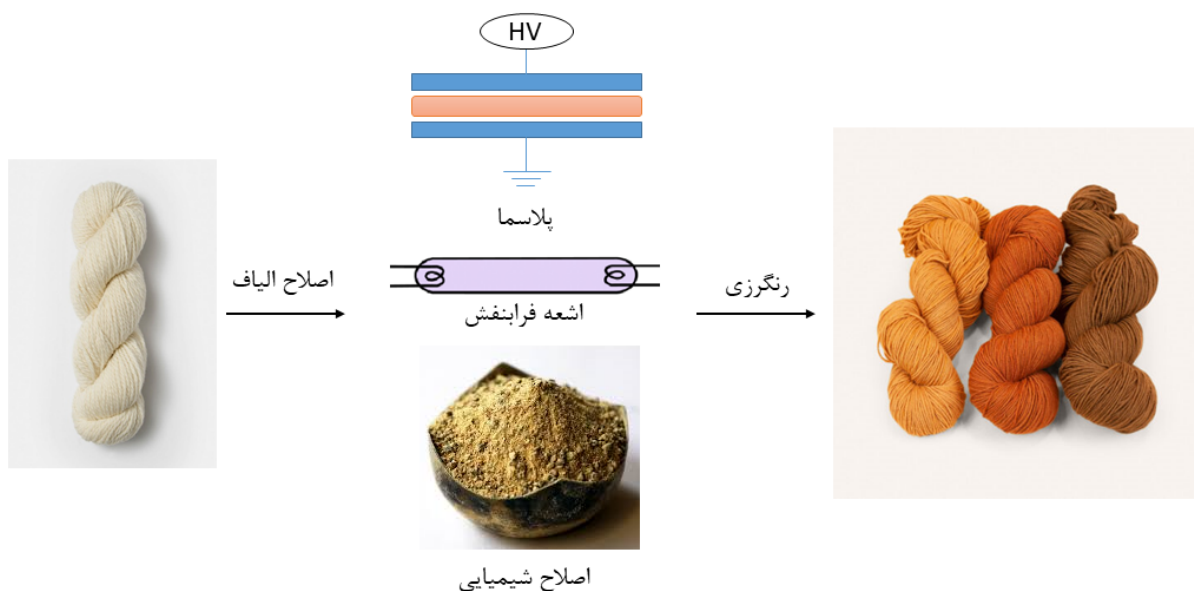 HV
پلاسما
اصلاح الیاف
اشعه فرابنفش
رنگرزی
اصلاح شیمیایی